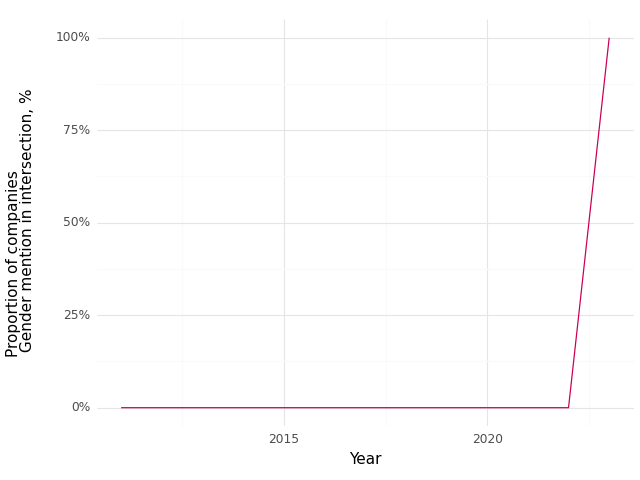 Proportion of companies
Gender mention in intersection, %
100%
75%
50%
25%
0%
2015
2020
Year